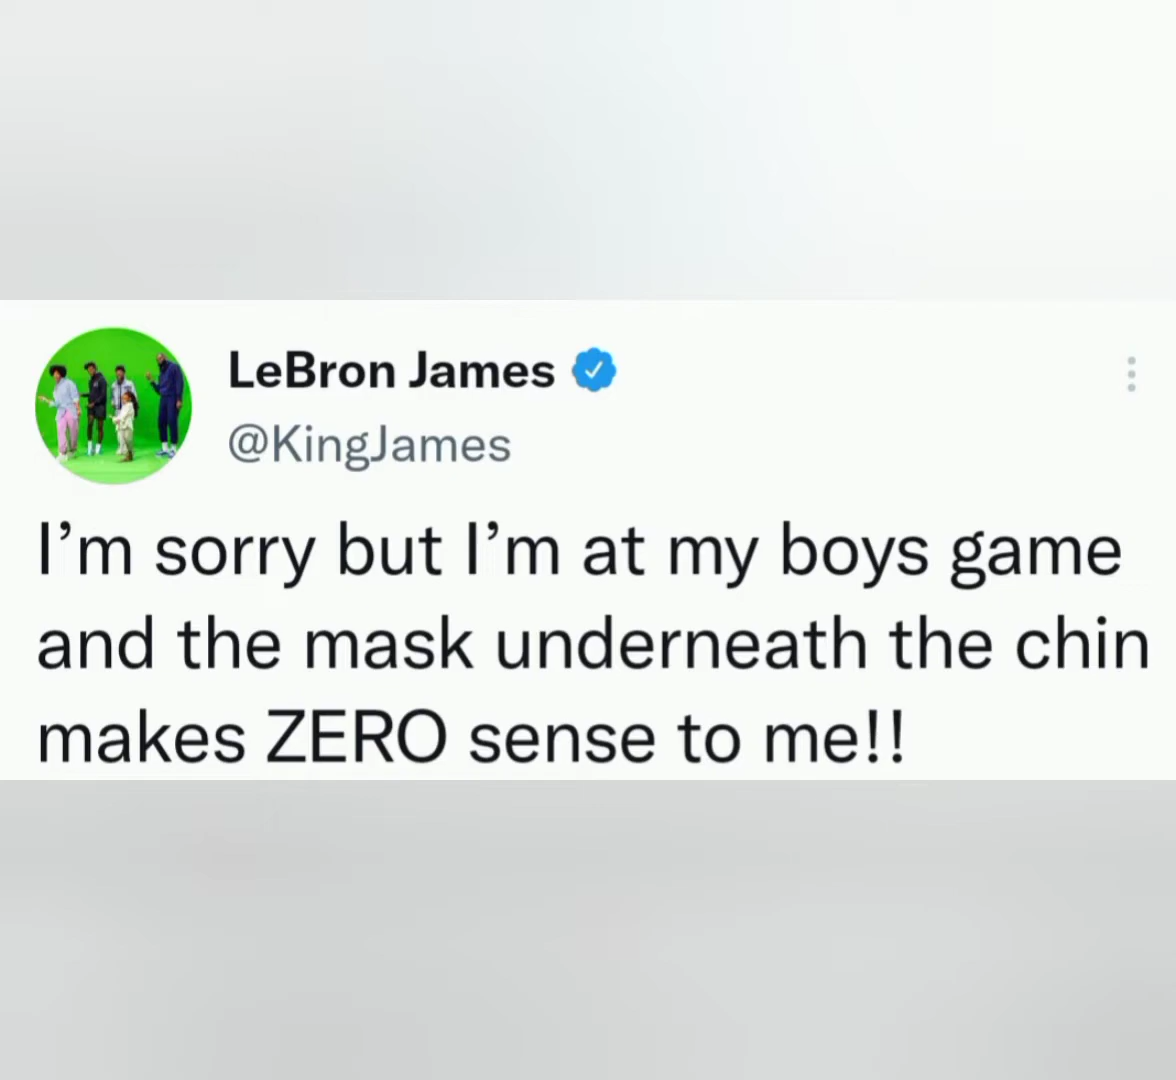 LeBron James
@KingJames
I’m sorry but I’m at my boys game
and the mask underneath the chin
makes ZERO sense to me!!